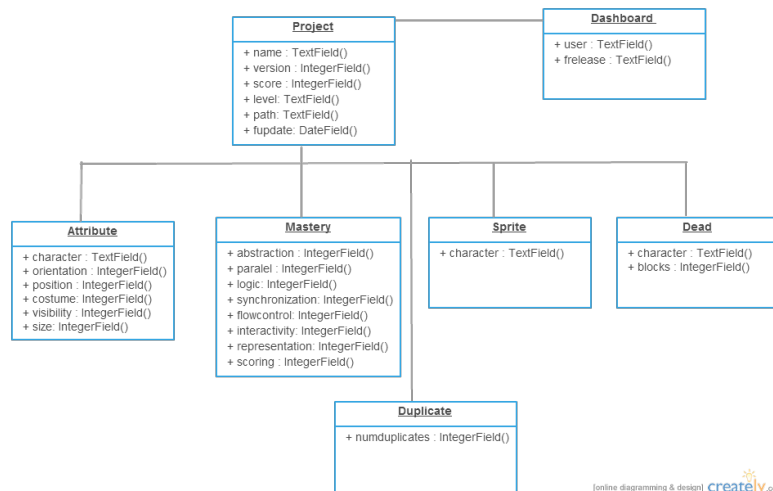 Project
+ name : TextField()
+ version : IntegerField()
+ score : IntegerField()
+ level: TextField()
+ path: TextField()
+ fupdate: DateField()
Dashboard
+ user : TextField()
+ frelease : TextField()
Attribute
+ character : TextField()
+ orientation : IntegerField()
+ position : IntegerField()
+ costume : IntegerField()
+ visibility : IntegerField()
+ size: IntegerField()
Mastery
+ abstraction : IntegerField()
+ paralel : IntegerField()
+ logic : IntegerField()
+ synchronization: IntegerField()
+ flowcontrol: IntegerField()
+ interactivity: IntegerField()
+ representation: IntegerField()
+ scoring : IntegerField()
Sprite
+ character : TextField()
Dead
+ character : TextField()
+ blocks : IntegerField()
Duplicate
+ numduplicates : IntegerField()
[online diagramming & design] creately